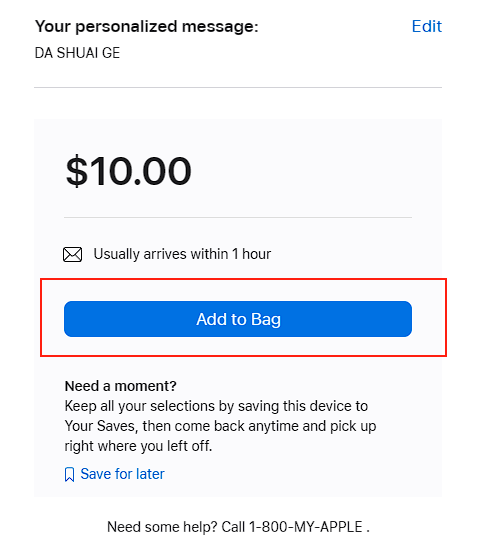 Your personalized message:
Edit
DA SHUAI GE
$10.00
Usually arrives within 1 hour
Add to Bag
Need a moment?
Keep all your selections by saving this device to
Your Saves, then come back anytime and pick up
right where you left off.
Save for later
Need some help? Call 1-800-MY-APPLE .